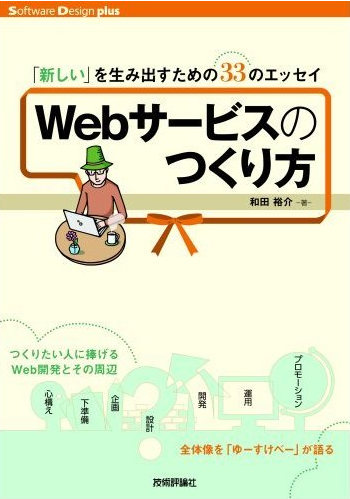 Software Design plus
「新しい」を生み出すための33のエッセイ
Webサービスの
つくり方
和田 裕介 -著-
つくりたい人に捧げる
Web開発とその周辺
心構え
下準備
企画
設計
開発
運用
プロモーション
全体像を「ゆーすけべー」が語る
技術評論社